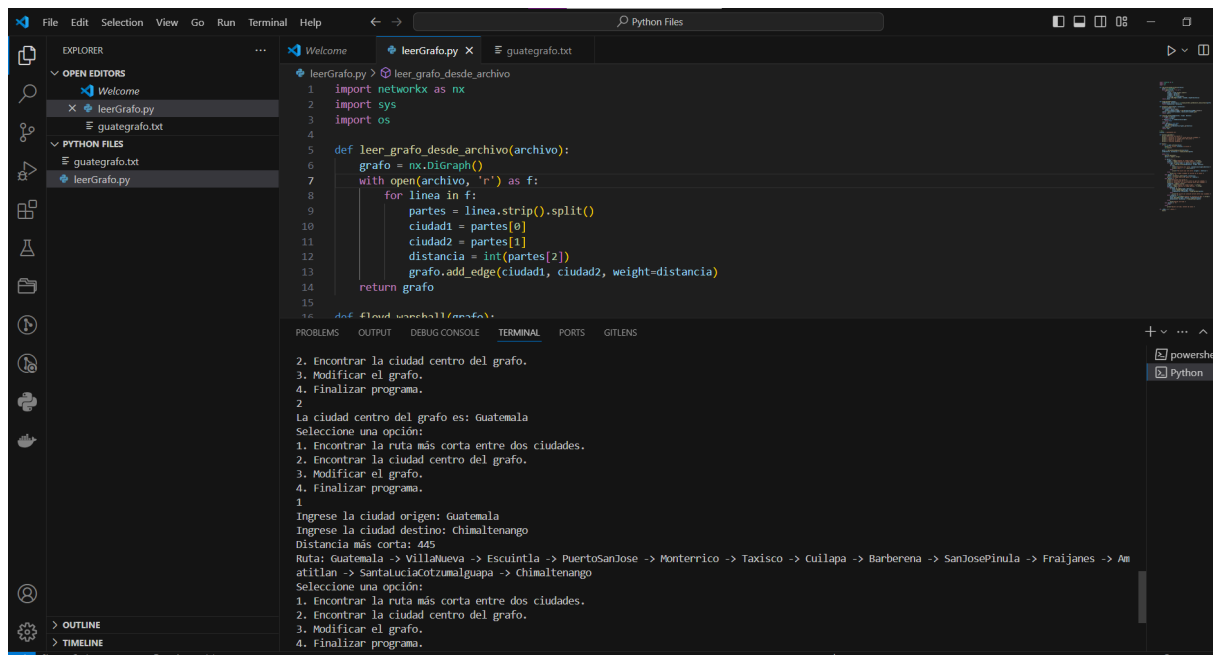 File Edit Selection View Go Run Terminal Help
Python Files
EXPLORER
OPEN EDITORS
Welcome
leerGrafo.py
guategrafo.txt
PYTHON FILES
guategrafo.txt
leerGrafo.py
OUTLINE
TIMELINE
Welcome leerGrafo.py guategrafo.txt
leerGrafo.py > leer_grafo_desde_archivo
1 import networkx as nx
2 import sys
3 import os
4
5 def leer_grafo_desde_archivo(archivo):
6 grafo = nx.DiGraph()
7 with open(archivo, 'r') as f:
8 for linea in f:
9 partes = linea.strip().split()
10 ciudad1 = partes[0]
11 ciudad2 = partes[1]
12 distancia = int(partes[2])
13 grafo.add_edge(ciudad1, ciudad2, weight=distancia)
14 return grafo
15
16 def floyd_warshall(grafo):
PROBLEMS OUTPUT DEBUG CONSOLE TERMINAL PORTS GITLENS
2. Encontrar la ciudad centro del grafo.
3. Modificar el grafo.
4. Finalizar programa.
2
La ciudad centro del grafo es: Guatemala
Seleccione una opción:
1. Encontrar la ruta más corta entre dos ciudades.
2. Encontrar la ciudad centro del grafo.
3. Modificar el grafo.
4. Finalizar programa.
1
Ingrese la ciudad origen: Guatemala
Ingrese la ciudad destino: Chimaltenango
Distancia más corta: 445
Ruta: Guatemala -> VillaNueva -> Escuintla -> PuertoSanJose -> Monterrico -> Taxisco -> Cuilapa -> Barberena -> SanJosePinula -> Fraijanes -> Am
atitlan -> SantaLuciaCotzumalguapa -> Chimaltenango
Seleccione una opción:
1. Encontrar la ruta más corta entre dos ciudades.
2. Encontrar la ciudad centro del grafo.
3. Modificar el grafo.
4. Finalizar programa.
powershe
Python